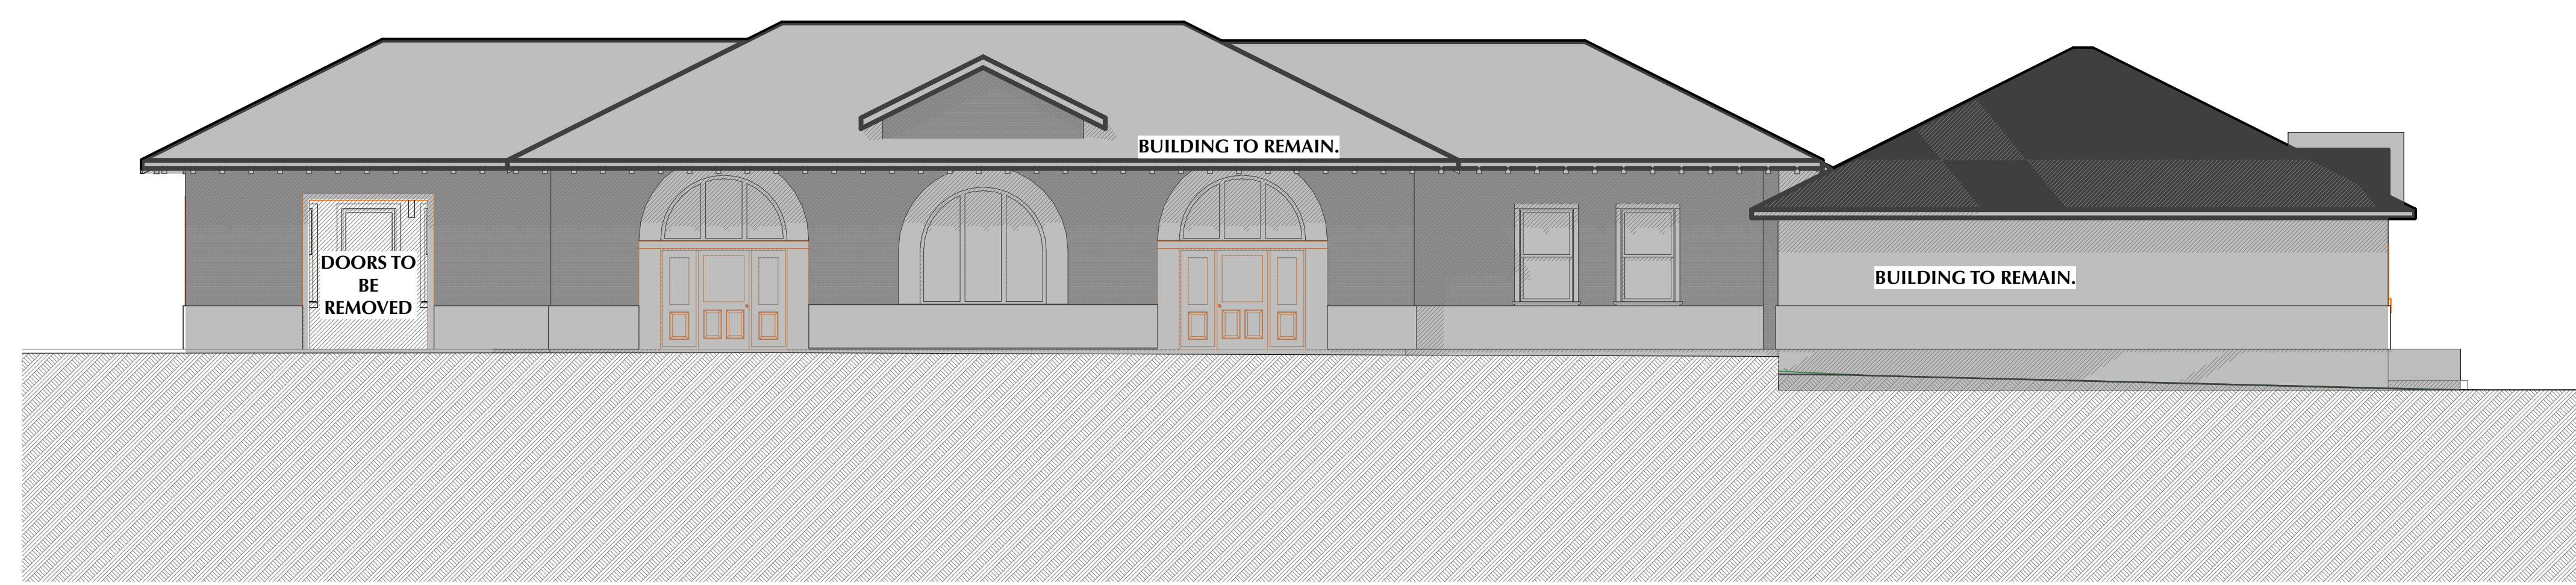 BUILDING TO REMAIN.
DOORS TO
BE
REMOVED
BUILDING TO REMAIN.